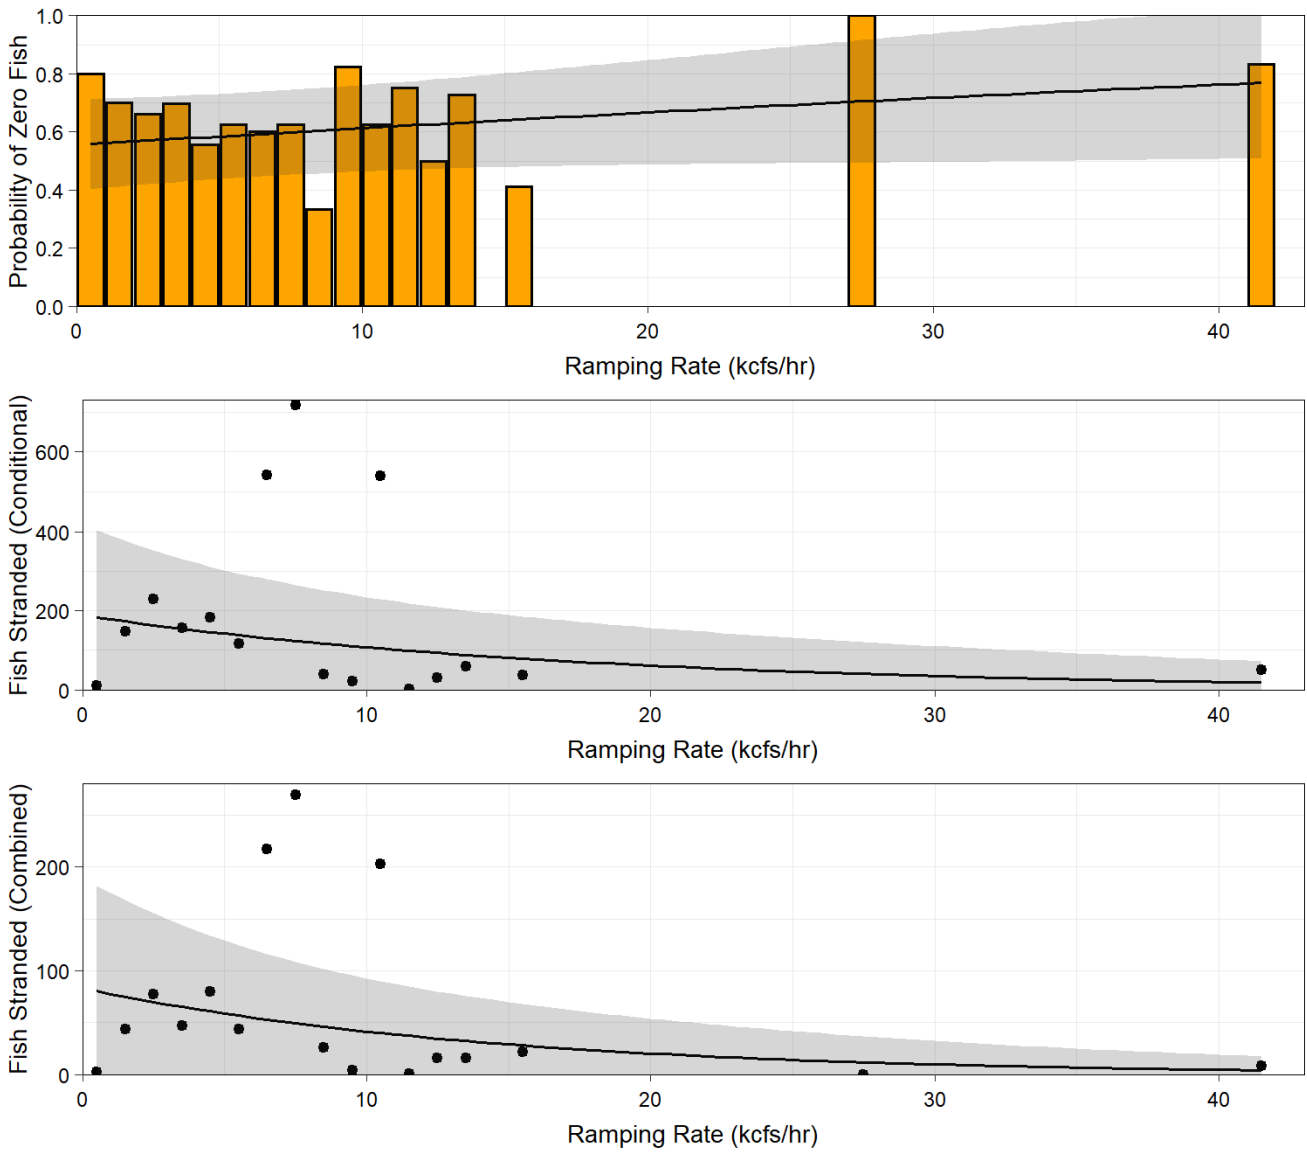 Probability of Zero Fish
1.0
0.8
0.6
0.4
0.2
0.0
0 10 20 30 40
Ramping Rate (kcfs/hr)
Fish Stranded (Conditional)
600
400
200
0
0 10 20 30 40
Ramping Rate (kcfs/hr)
Fish Stranded (Combined)
200
100
0
0 10 20 30 40
Ramping Rate (kcfs/hr)